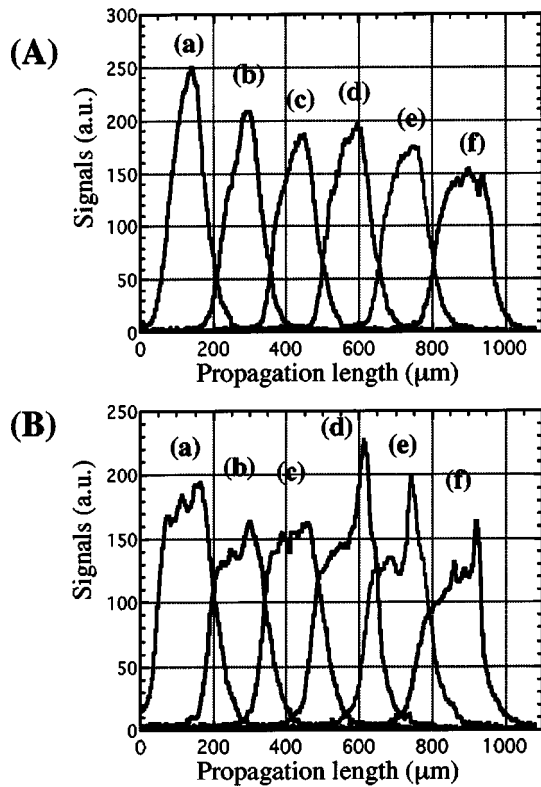 (A)
300
250
200
150
100
50
0
Signals (a.u.)
(a)
(b)
(c)
(d)
(e)
(f)
0 200 400 600 800 1000
Propagation length (μm)
(B)
250
200
150
100
50
0
Signals (a.u.)
(a)
(b)
(c)
(d)
(e)
(f)
0 200 400 600 800 1000
Propagation length (μm)